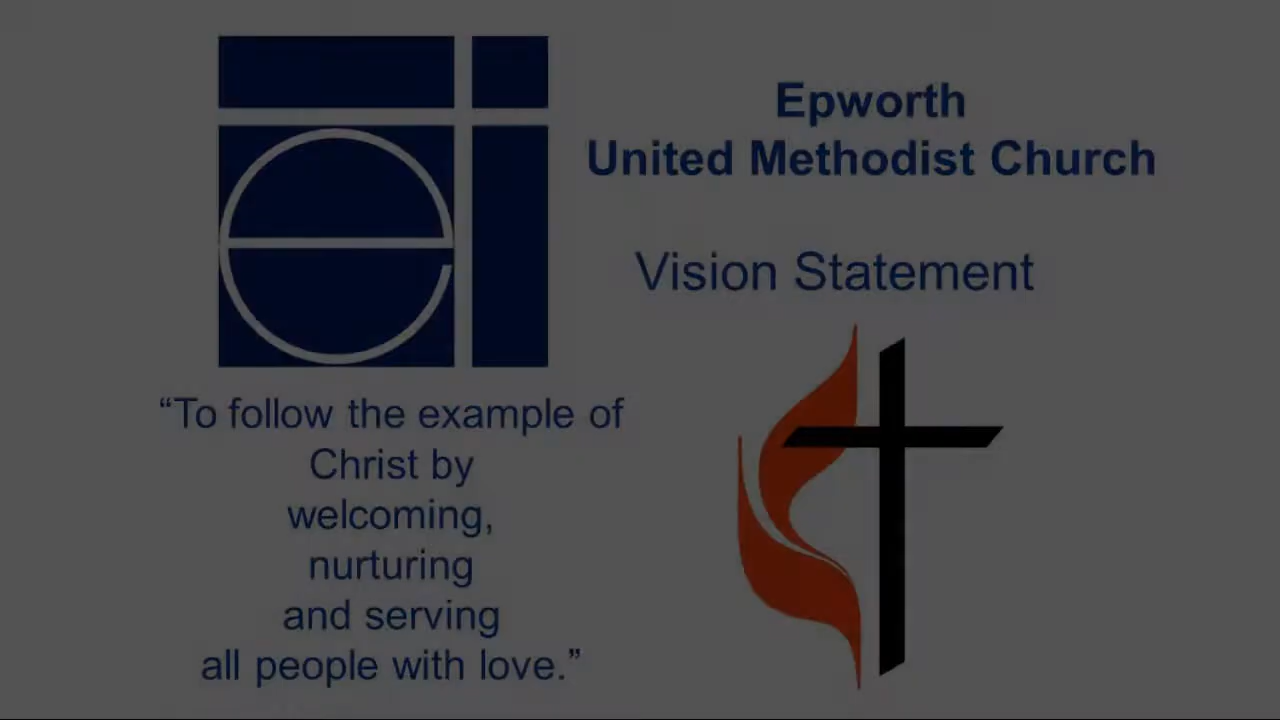 Epworth
United Methodist Church
Vision Statement
“To follow the example of
Christ by
welcoming,
nurturing
and serving
all people with love.”